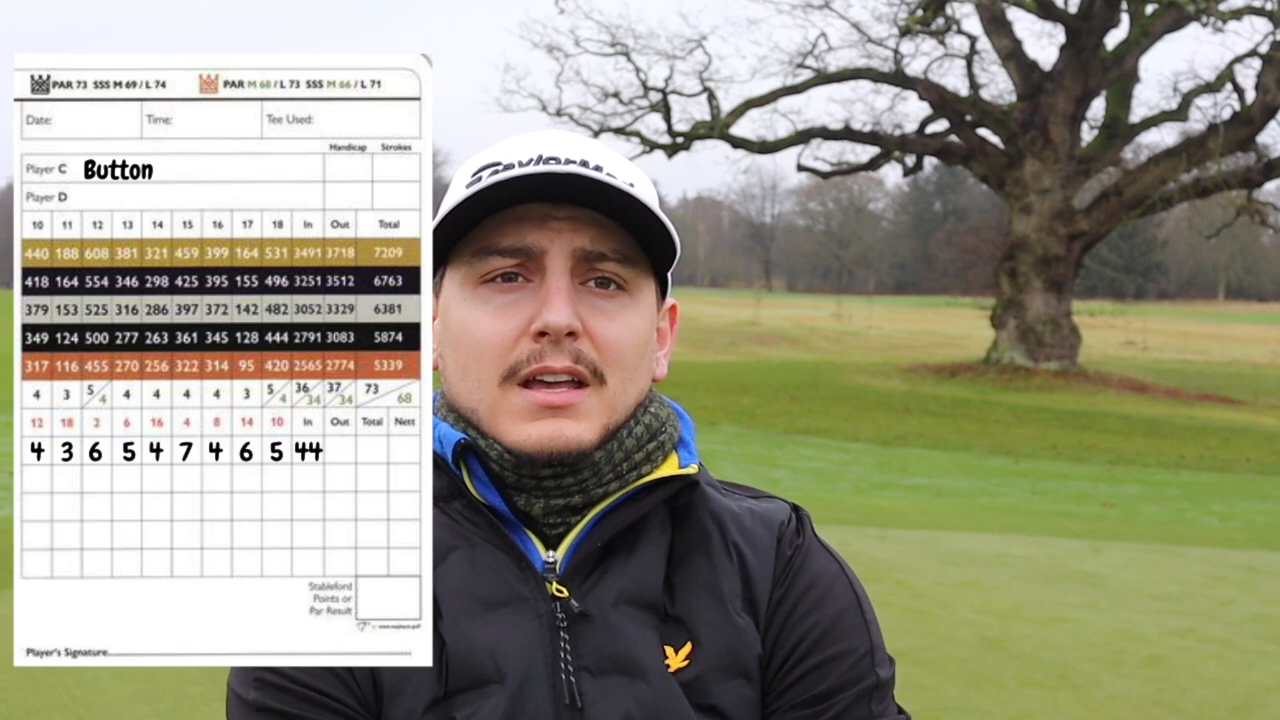 PAR 73 SSS M 69 / L 74 PAR M 68 / L 73 SSS M 66 / L 71
Date: Time: Tee Used:
Handicap Strokes
Player C Button
Player D
10 11 12 13 14 15 16 17 18 In Out Total
440 188 608 381 321 459 399 164 531 3491 3718 7209
418 164 554 346 298 425 395 155 496 3251 3512 6763
379 153 525 316 286 397 372 142 482 3052 3329 6381
349 124 500 277 263 361 345 128 444 2791 3083 5874
317 116 455 270 256 322 314 95 420 2565 2774 5339
4 3 5/4 4 4 4 4 3 5/4 36/34 37/34 73/68
12 18 2 6 16 4 8 14 10 In Out Total Nett
4 3 6 5 4 7 4 6 5 44
Stableford
Points or
Par Result
Player's Signature
TaylorMade